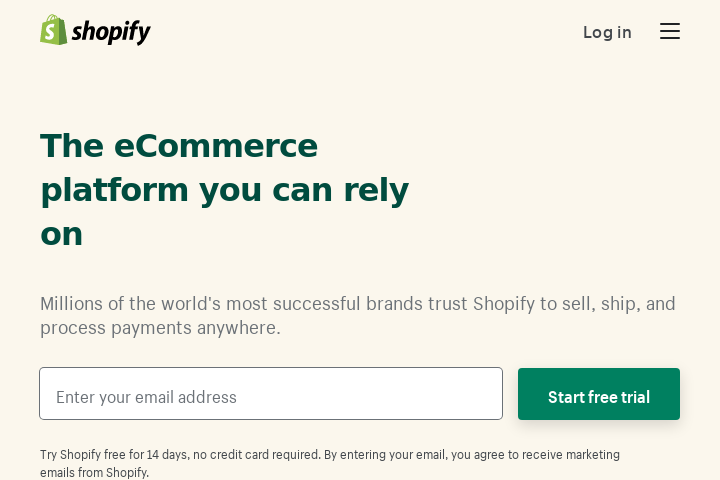 shopify
Log in
The eCommerce
platform you can rely
on
Millions of the world's most successful brands trust Shopify to sell, ship, and
process payments anywhere.
Enter your email address
Start free trial
Try Shopify free for 14 days, no credit card required. By entering your email, you agree to receive marketing
emails from Shopify.